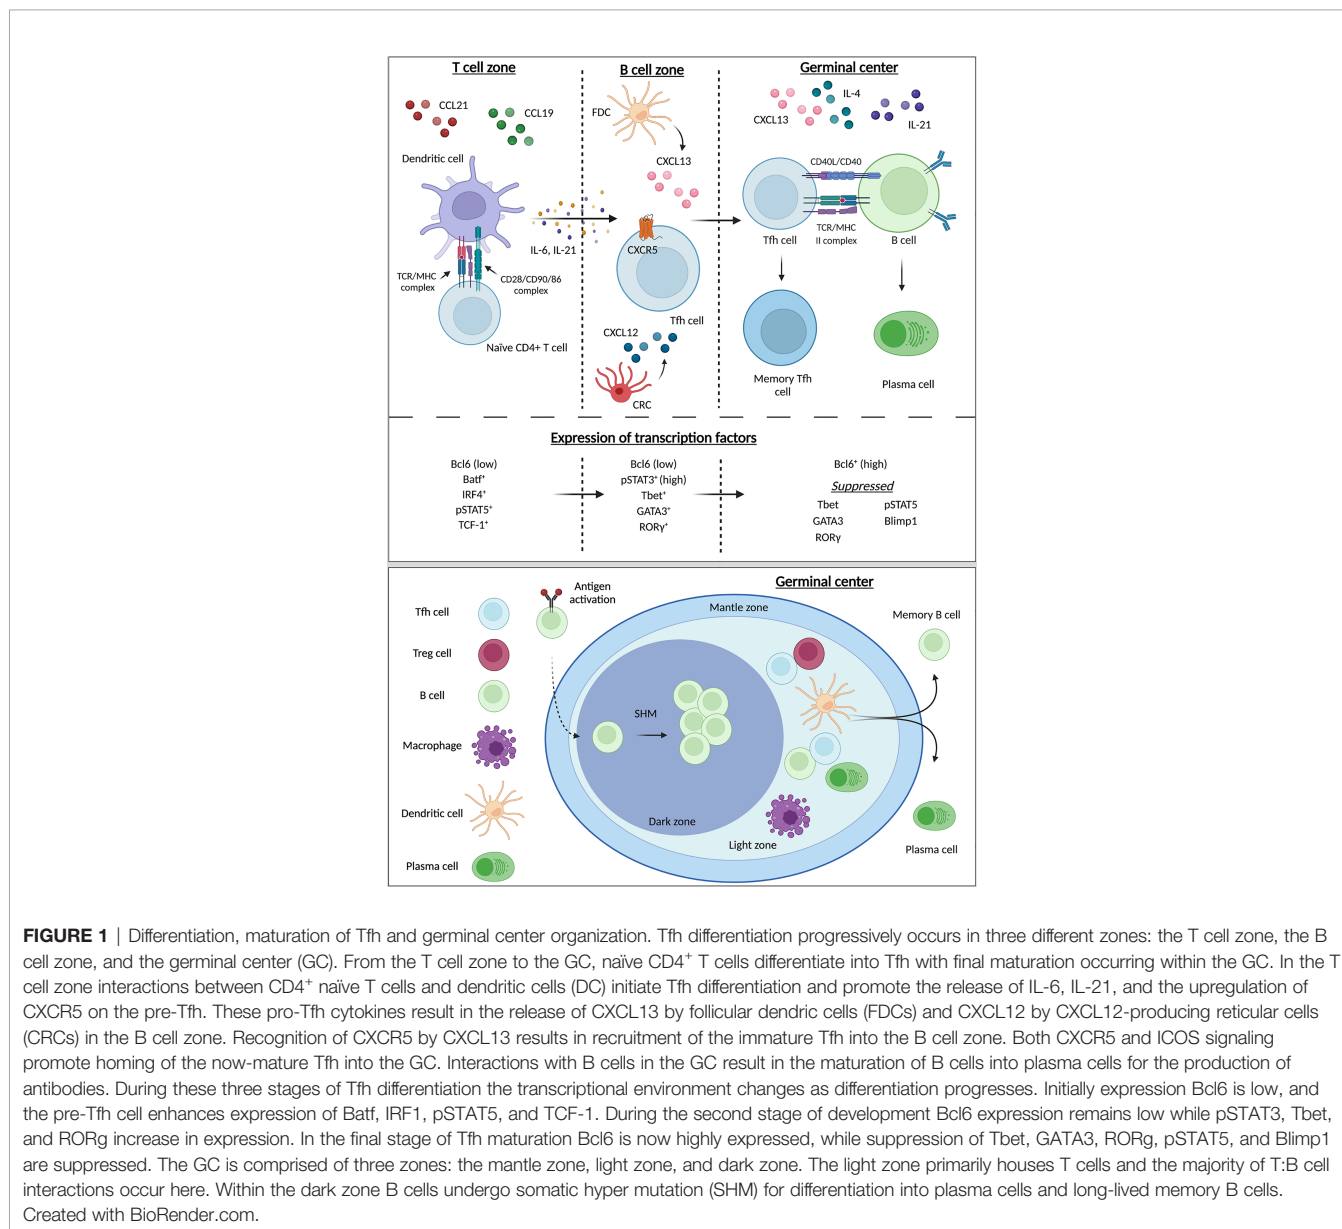 T cell zone
CCL21
CCL19
Dendritic cell
TCR/MHC
complex
CD28/CD90/86
complex
Naïve CD4+ T cell
IL-6, IL-21
B cell zone
FDC
CXCL13
CXCR5
Tfh cell
CXCL12
CRC
Germinal center
CXCL13
IL-4
IL-21
CD40L/CD40
TCR/MHC
II complex
Tfh cell
B cell
Memory Tfh
cell
Plasma cell
Expression of transcription factors
Bcl6 (low)
Batf⁺
IRF4⁺
pSTAT5⁺
TCF-1⁺
Bcl6 (low)
pSTAT3⁺ (high)
Tbet⁺
GATA3⁺
RORγ⁺
Bcl6⁺ (high)
Suppressed
Tbet
GATA3
RORγ
pSTAT5
Blimp1
Tfh cell
Treg cell
B cell
Macrophage
Dendritic cell
Plasma cell
Antigen
activation
Germinal center
Mantle zone
SHM
Dark zone
Light zone
Memory B cell
Plasma cell
FIGURE 1 | Differentiation, maturation of Tfh and germinal center organization. Tfh differentiation progressively occurs in three different zones: the T cell zone, the B
cell zone, and the germinal center (GC). From the T cell zone to the GC, naïve CD4⁺ T cells differentiate into Tfh with final maturation occurring within the GC. In the T
cell zone interactions between CD4⁺ naïve T cells and dendritic cells (DC) initiate Tfh differentiation and promote the release of IL-6, IL-21, and the upregulation of
CXCR5 on the pre-Tfh. These pro-Tfh cytokines result in the release of CXCL13 by follicular dendric cells (FDCs) and CXCL12 by CXCL12-producing reticular cells
(CRCs) in the B cell zone. Recognition of CXCR5 by CXCL13 results in recruitment of the immature Tfh into the B cell zone. Both CXCR5 and ICOS signaling
promote homing of the now-mature Tfh into the GC. Interactions with B cells in the GC result in the maturation of B cells into plasma cells for the production of
antibodies. During these three stages of Tfh differentiation the transcriptional environment changes as differentiation progresses. Initially expression Bcl6 is low, and
the pre-Tfh cell enhances expression of Batf, IRF1, pSTAT5, and TCF-1. During the second stage of development Bcl6 expression remains low while pSTAT3, Tbet,
and RORg increase in expression. In the final stage of Tfh maturation Bcl6 is now highly expressed, while suppression of Tbet, GATA3, RORg, pSTAT5, and Blimp1
are suppressed. The GC is comprised of three zones: the mantle zone, light zone, and dark zone. The light zone primarily houses T cells and the majority of T:B cell
interactions occur here. Within the dark zone B cells undergo somatic hyper mutation (SHM) for differentiation into plasma cells and long-lived memory B cells.
Created with BioRender.com.